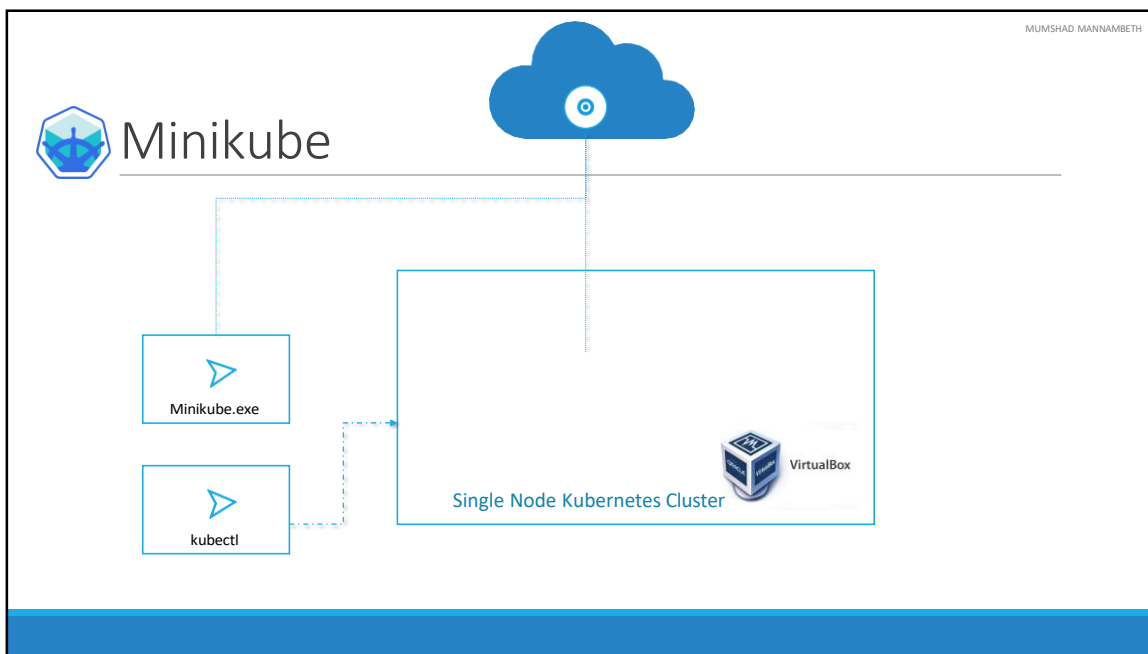 MUMSHAD MANNAMBETH
Minikube
Minikube.exe
kubectl
Single Node Kubernetes Cluster
VirtualBox